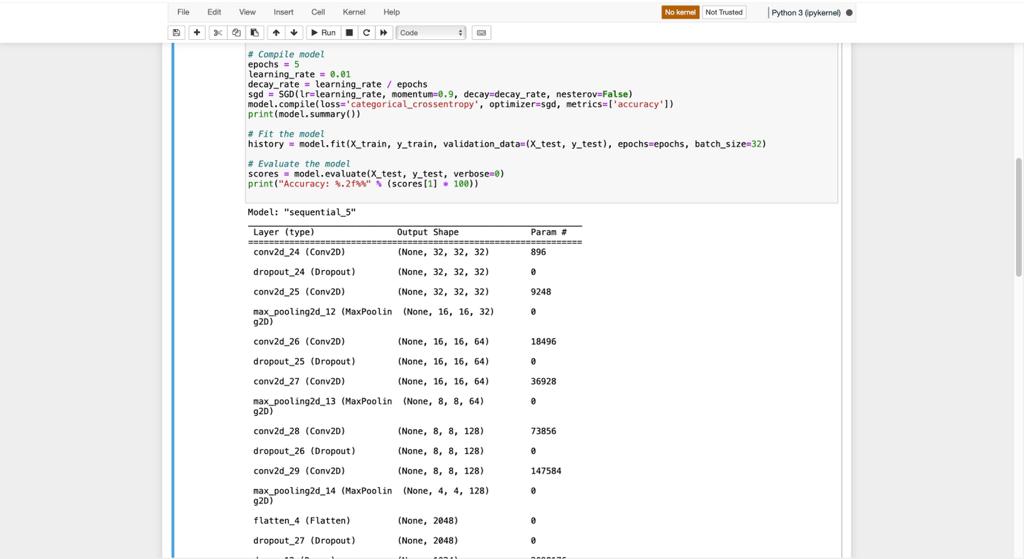 File Edit View Insert Cell Kernel Help No kernel Not Trusted Python 3 (ipykernel)
Run Code
# Compile model
epochs = 5
learning_rate = 0.01
decay_rate = learning_rate / epochs
sgd = SGD(lr=learning_rate, momentum=0.9, decay=decay_rate, nesterov=False)
model.compile(loss='categorical_crossentropy', optimizer=sgd, metrics=['accuracy'])
print(model.summary())
# Fit the model
history = model.fit(X_train, y_train, validation_data=(X_test, y_test), epochs=epochs, batch_size=32)
# Evaluate the model
scores = model.evaluate(X_test, y_test, verbose=0)
print("Accuracy: %.2f%%" % (scores[1] * 100))
Model: "sequential_5"
Layer (type) Output Shape Param #
=================================================================
conv2d_24 (Conv2D) (None, 32, 32, 32) 896
dropout_24 (Dropout) (None, 32, 32, 32) 0
conv2d_25 (Conv2D) (None, 32, 32, 32) 9248
max_pooling2d_12 (MaxPoolin (None, 16, 16, 32) 0
g2D)
conv2d_26 (Conv2D) (None, 16, 16, 64) 18496
dropout_25 (Dropout) (None, 16, 16, 64) 0
conv2d_27 (Conv2D) (None, 16, 16, 64) 36928
max_pooling2d_13 (MaxPoolin (None, 8, 8, 64) 0
g2D)
conv2d_28 (Conv2D) (None, 8, 8, 128) 73856
dropout_26 (Dropout) (None, 8, 8, 128) 0
conv2d_29 (Conv2D) (None, 8, 8, 128) 147584
max_pooling2d_14 (MaxPoolin (None, 4, 4, 128) 0
g2D)
flatten_4 (Flatten) (None, 2048) 0
dropout_27 (Dropout) (None, 2048) 0